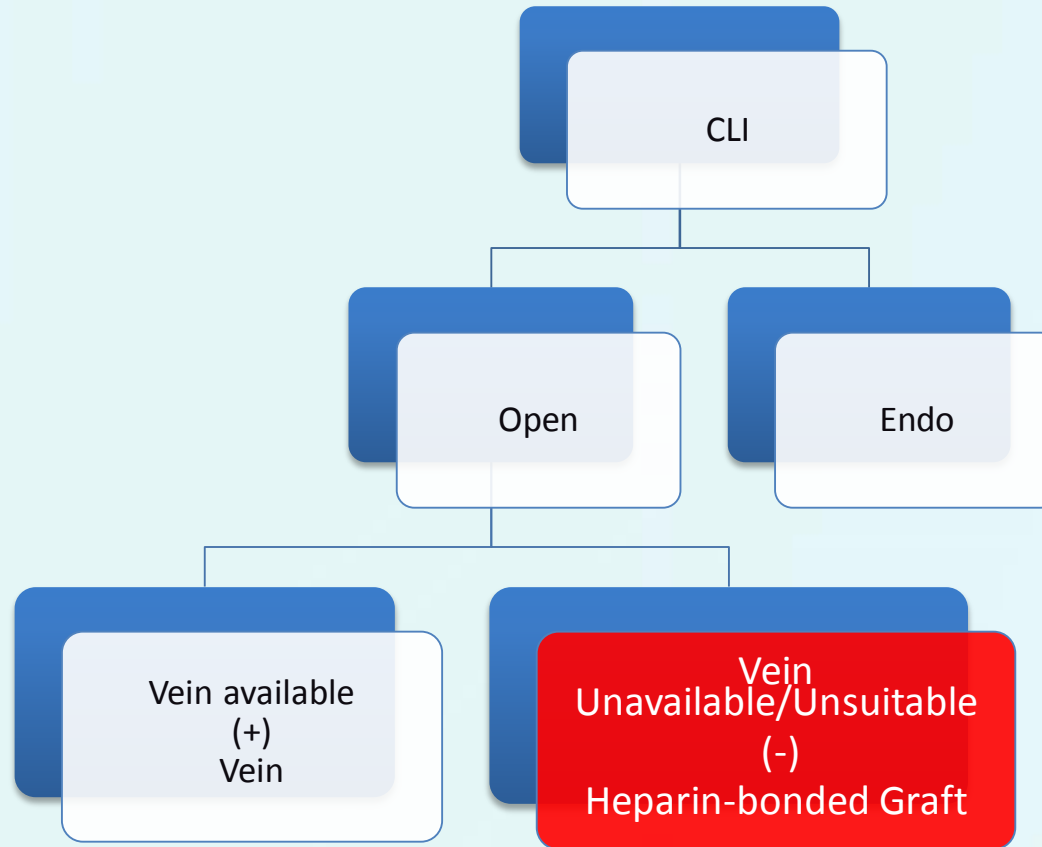 CLI
Open
Endo
Vein available
(+)
Vein
Vein
Unavailable/Unsuitable
(-)
Heparin-bonded Graft